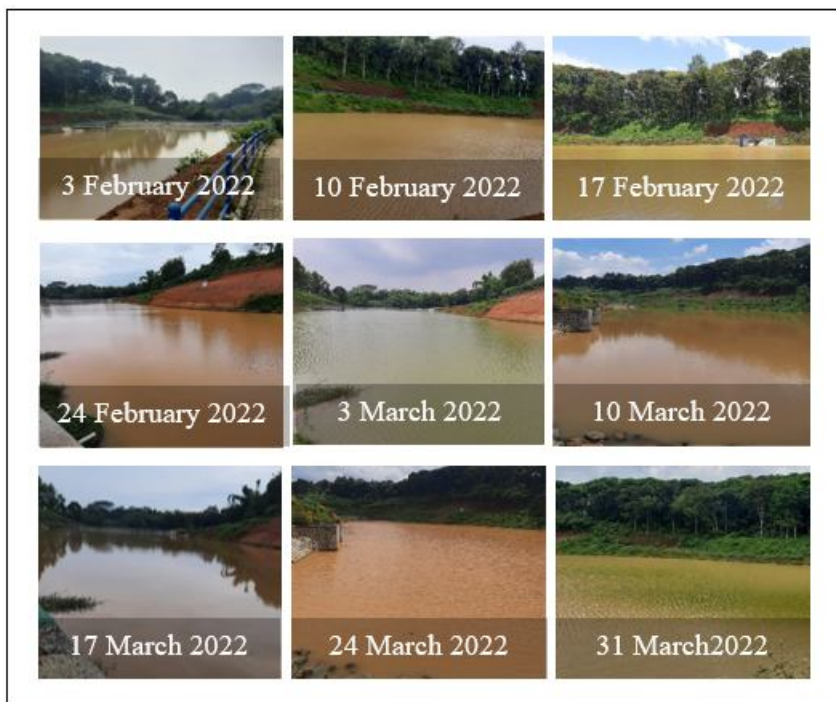 3 February 2022
10 February 2022
17 February 2022
24 February 2022
3 March 2022
10 March 2022
17 March 2022
24 March 2022
31 March2022